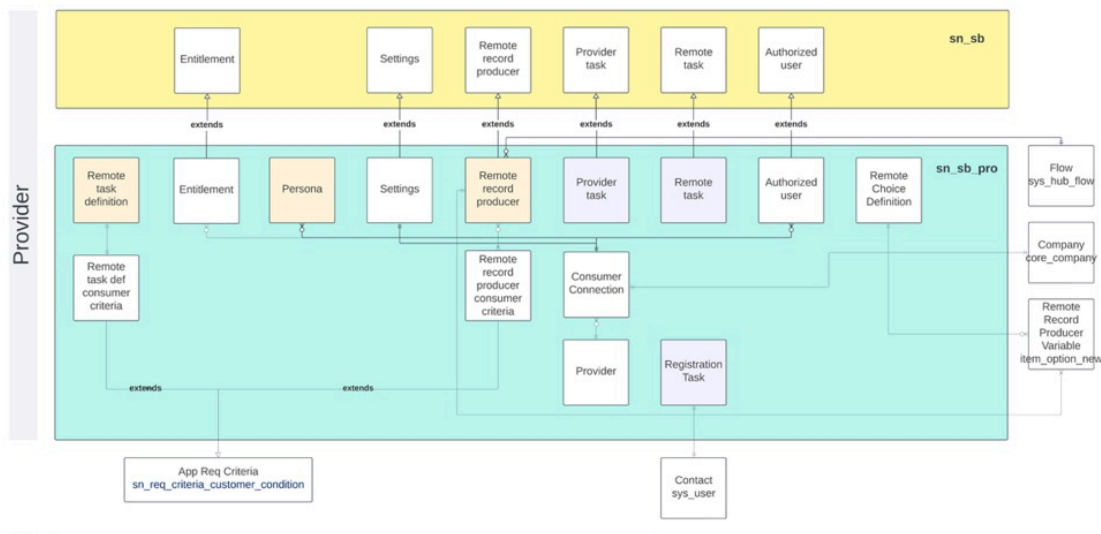 Provider
sn_sb
Entitlement
Settings
Remote
record
producer
Provider
task
Remote
task
Authorized
user
extends
extends
extends
extends
extends
extends
sn_sb_pro
Remote
task
definition
Entitlement
Persona
Settings
Remote
record
producer
Provider
task
Remote
task
Authorized
user
Remote
Choice
Definition
Flow
sys_hub_flow
Remote
task def
consumer
criteria
Remote
record
producer
consumer
criteria
Consumer
Connection
Company
core_company
Provider
Registration
Task
Remote
Record
Producer
Variable
item_option_new
extends
extends
App Req Criteria
sn_req_criteria_customer_condition
Contact
sys_user